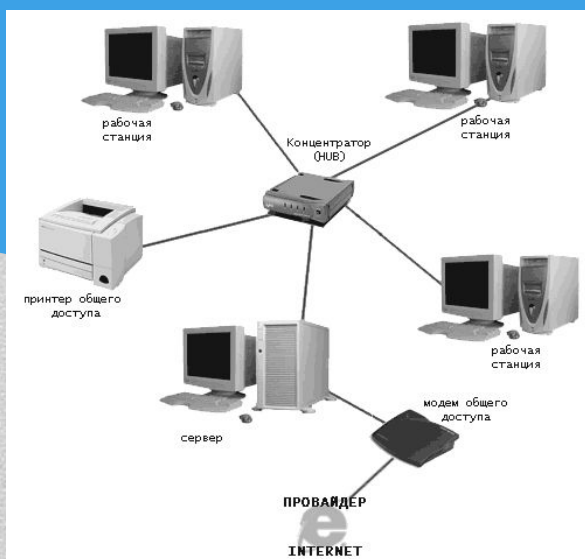 рабочая
станция
рабочая
станция
Концентратор
(HUB)
принтер общего
доступа
рабочая
станция
модем общего
доступа
сервер
ПРОВАЙДЕР
INTERNET